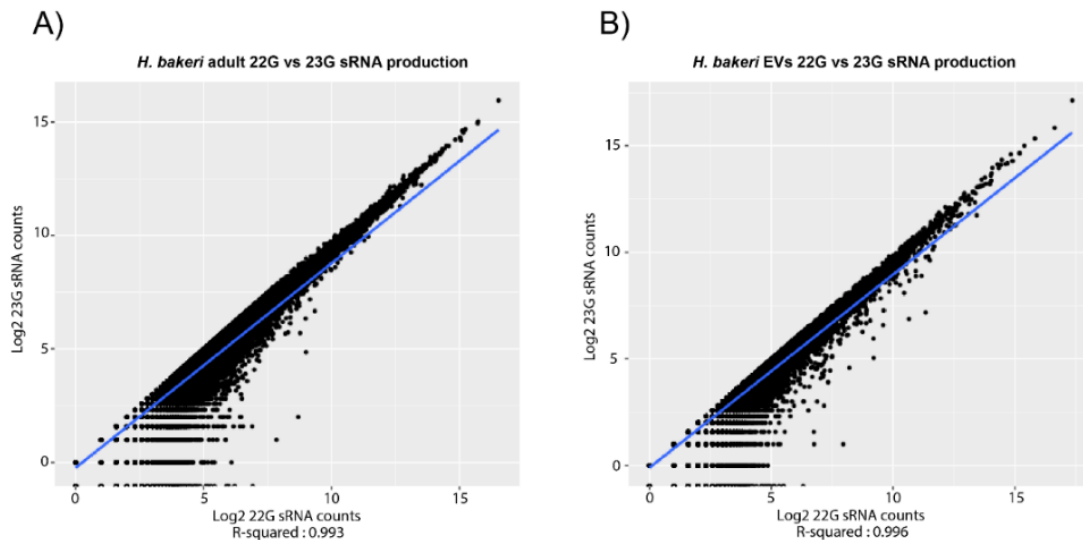 A)
H. bakeri adult 22G vs 23G sRNA production
Log2 23G sRNA counts
15
10
5
0
0 5 10 15
Log2 22G sRNA counts
R-squared : 0.993
B)
H. bakeri EVs 22G vs 23G sRNA production
Log2 23G sRNA counts
15
10
5
0
0 5 10 15
Log2 22G sRNA counts
R-squared : 0.996